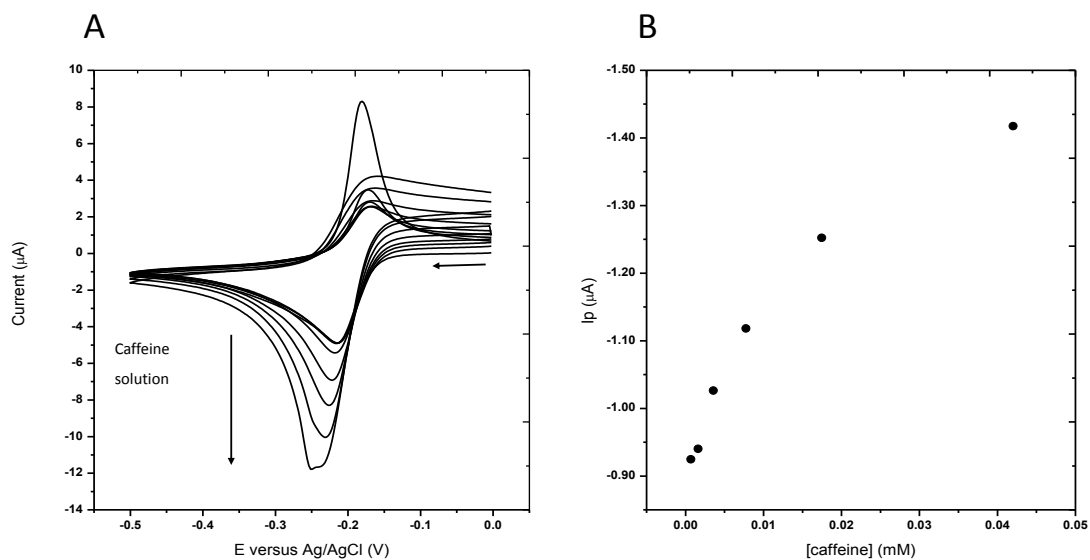 A
10
8
6
4
2
0
-2
-4
-6
-8
-10
-12
-14
Current (µA)
Caffeine
solution
-0.5 -0.4 -0.3 -0.2 -0.1 0.0
E versus Ag/AgCl (V)
B
-1.50
-1.40
-1.30
-1.20
-1.10
-1.00
-0.90
Ip (µA)
0.00 0.01 0.02 0.03 0.04 0.05
[caffeine] (mM)